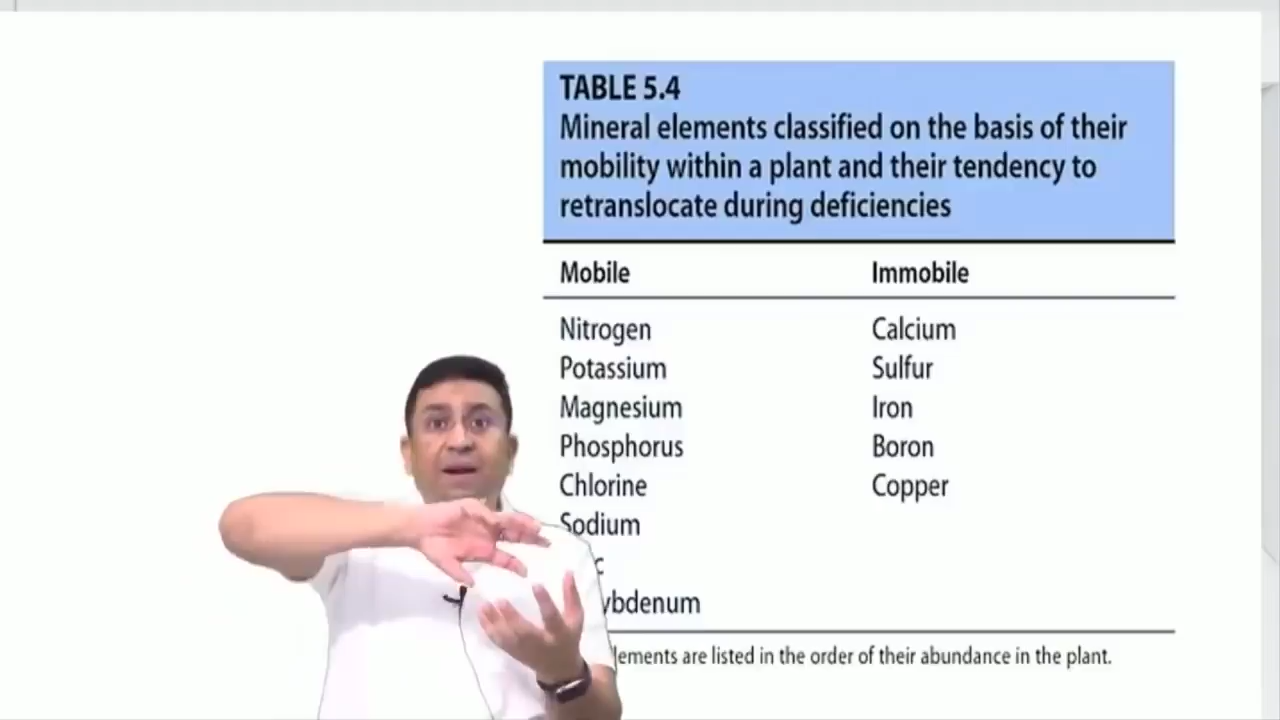 TABLE 5.4
Mineral elements classified on the basis of their
mobility within a plant and their tendency to
retranslocate during deficiencies
Mobile Immobile
Nitrogen Calcium
Potassium Sulfur
Magnesium Iron
Phosphorus Boron
Chlorine Copper
Sodium
are listed in the order of their abundance in the plant.